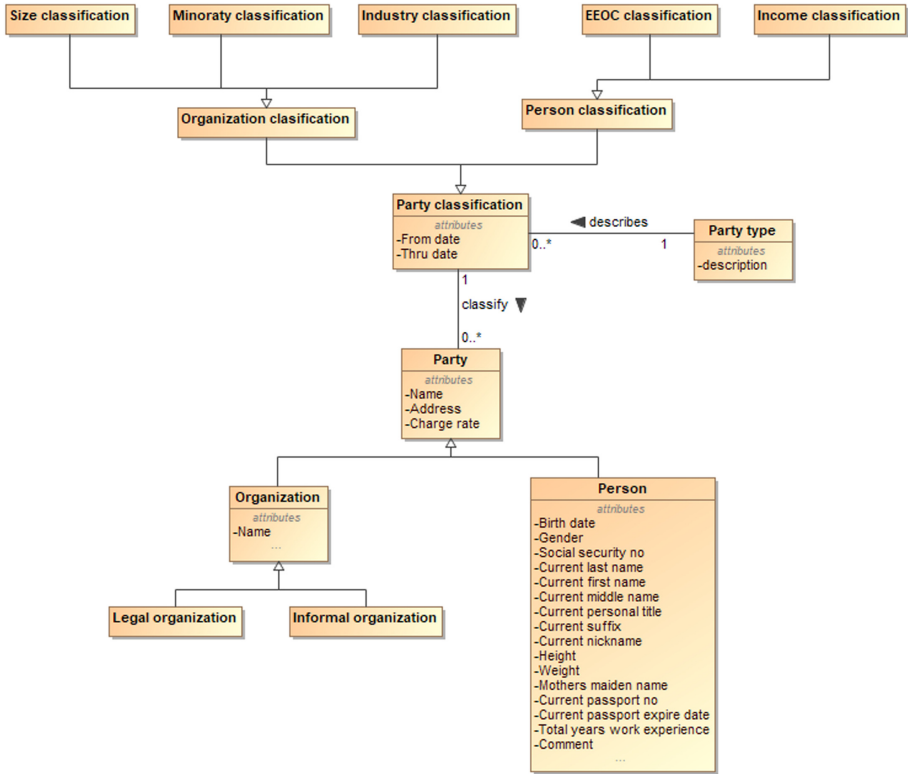 Size classification
Minoraty classification
Industry classification
EEOC classification
Income classification
Organization clasification
Person classification
Party classification
attributes
-From date
-Thru date
describes
0..*
1
Party type
attributes
-description
1
classify
0..*
Party
attributes
-Name
-Address
-Charge rate
Organization
attributes
-Name
...
Legal organization
Informal organization
Person
attributes
-Birth date
-Gender
-Social security no
-Current last name
-Current first name
-Current middle name
-Current personal title
-Current suffix
-Current nickname
-Height
-Weight
-Mothers maiden name
-Current passport no
-Current passport expire date
-Total years work experience
-Comment
...